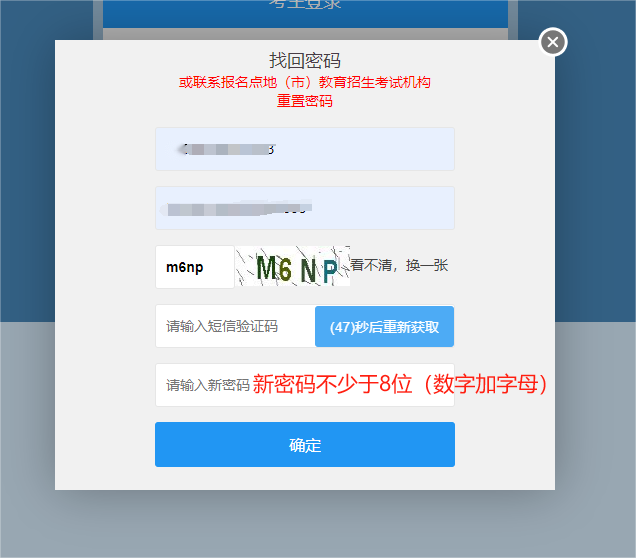 考生登录
找回密码
或联系报名点地（市）教育招生考试机构
重置密码
m6np
M6NP
看不清，换一张
请输入短信验证码
(47)秒后重新获取
请输入新密码
新密码不少于8位（数字加字母）
确定